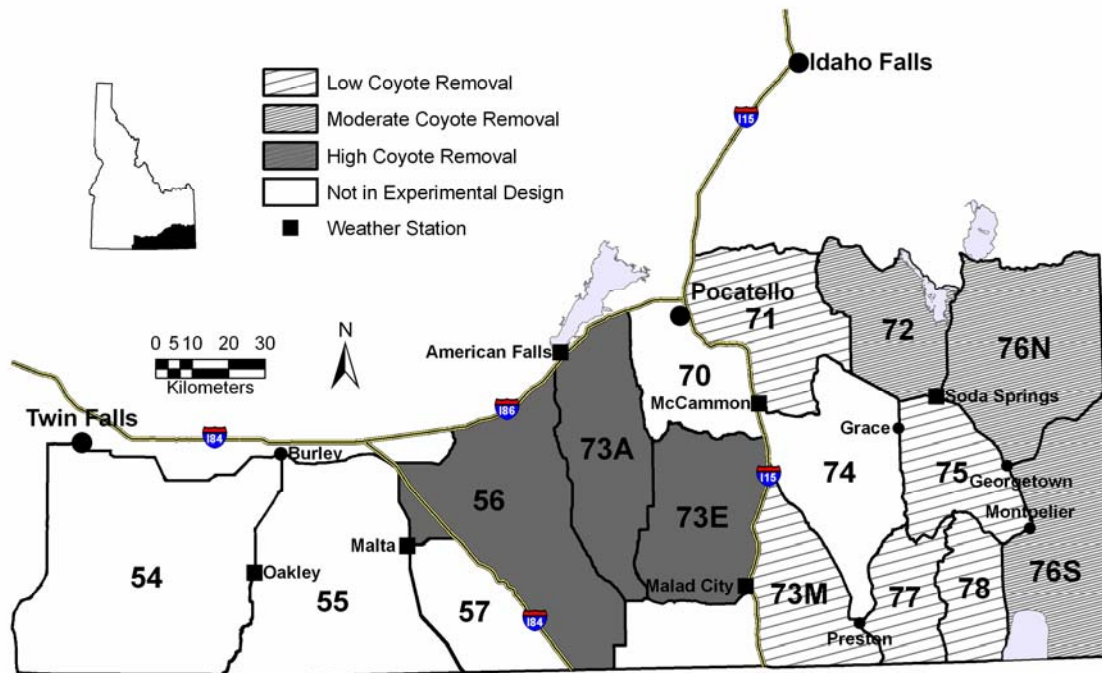 Idaho Falls
Low Coyote Removal
Moderate Coyote Removal
High Coyote Removal
Not in Experimental Design
Weather Station
I15
N
0 5 10 20 30
Kilometers
Pocatello
71
72
76N
American Falls
70
McCammon
Soda Springs
I86
Twin Falls
I84
Burley
Grace
73A
56
73E
I15
74
75
Georgetown
Montpelier
54
Malta
Oakley
55
57
I84
Malad City
73M
77
78
76S
Preston